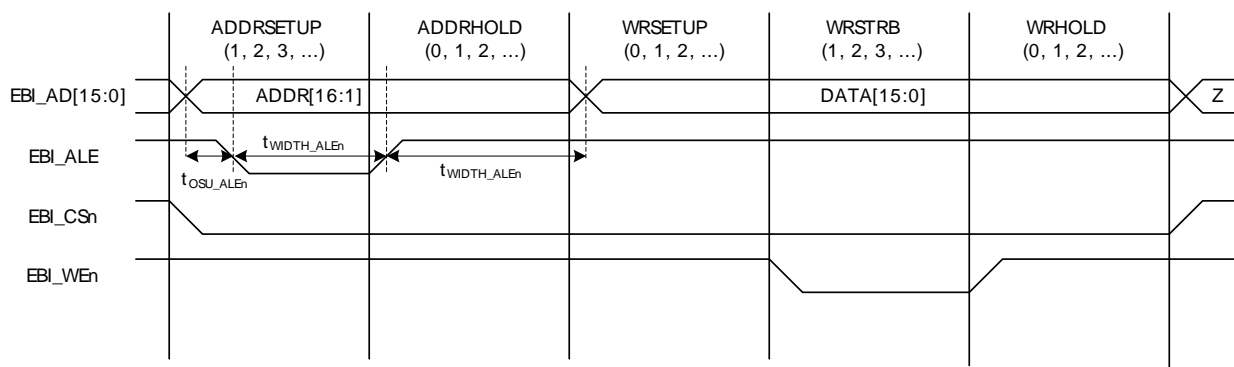 ADDRSETUP ADDRHOLD WRSETUP WRSTRB WRHOLD
(1, 2, 3, ...) (0, 1, 2, ...) (0, 1, 2, ...) (1, 2, 3, ...) (0, 1, 2, ...)
EBI_AD[15:0] ADDR[16:1] DATA[15:0] Z
EBI_ALE tWIDTH_ALEn
tOSU_ALEn tWIDTH_ALEn
EBI_CSn
EBI_WEn